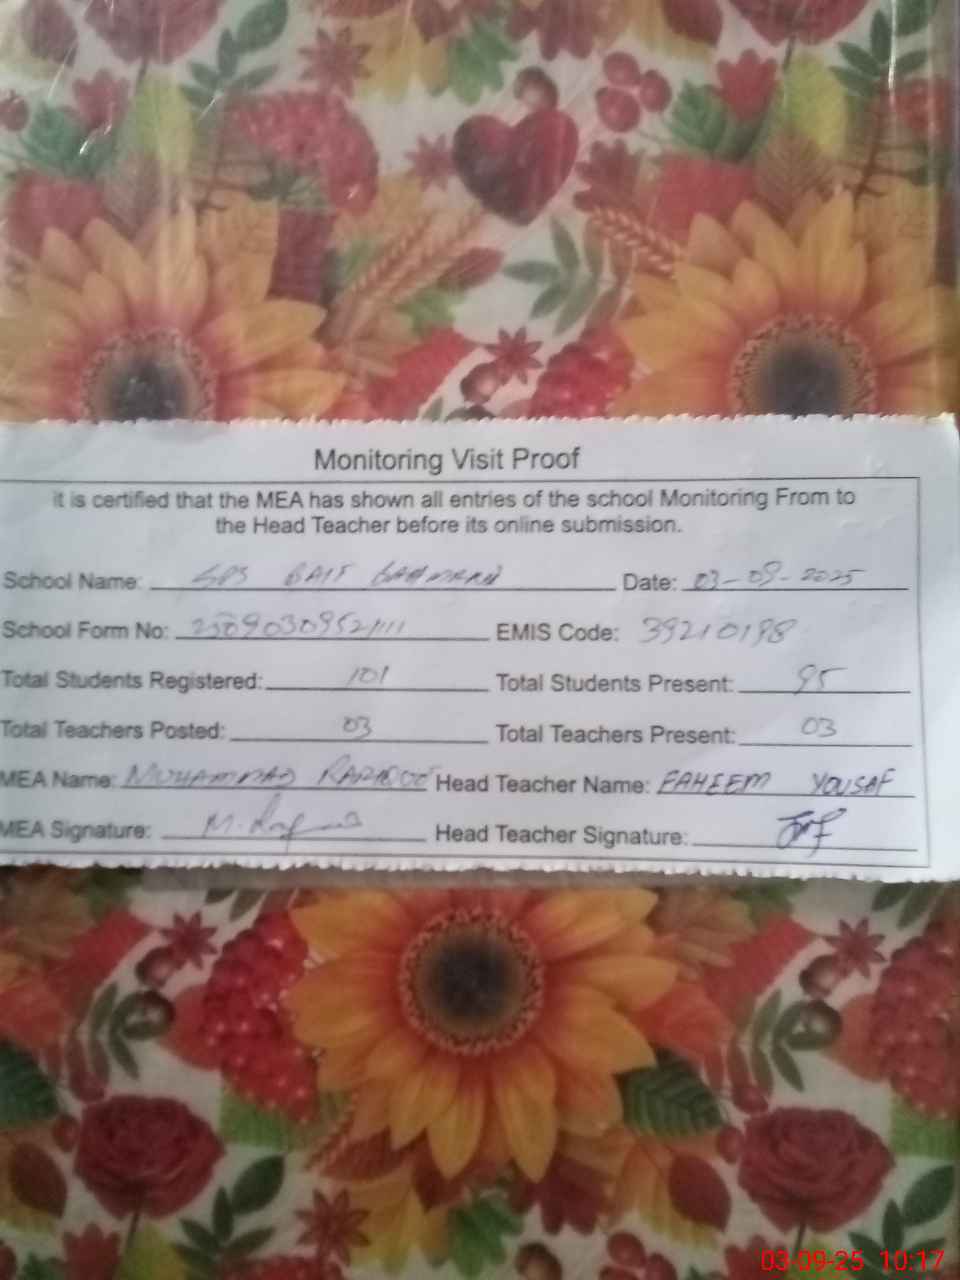 Monitoring Visit Proof
it is certified that the MEA has shown all entries of the school Monitoring From to
the Head Teacher before its online submission.
School Name: GPS BAIT Date: 03-09-2025
School Form No: EMIS Code: 39210198
Total Students Registered: 101 Total Students Present: 95
Total Teachers Posted: 03 Total Teachers Present: 03
MEA Name: MUHAMMAD Head Teacher Name: FAHEEM YOUSAF
MEA Signature: Head Teacher Signature:
03-09-25 10:17